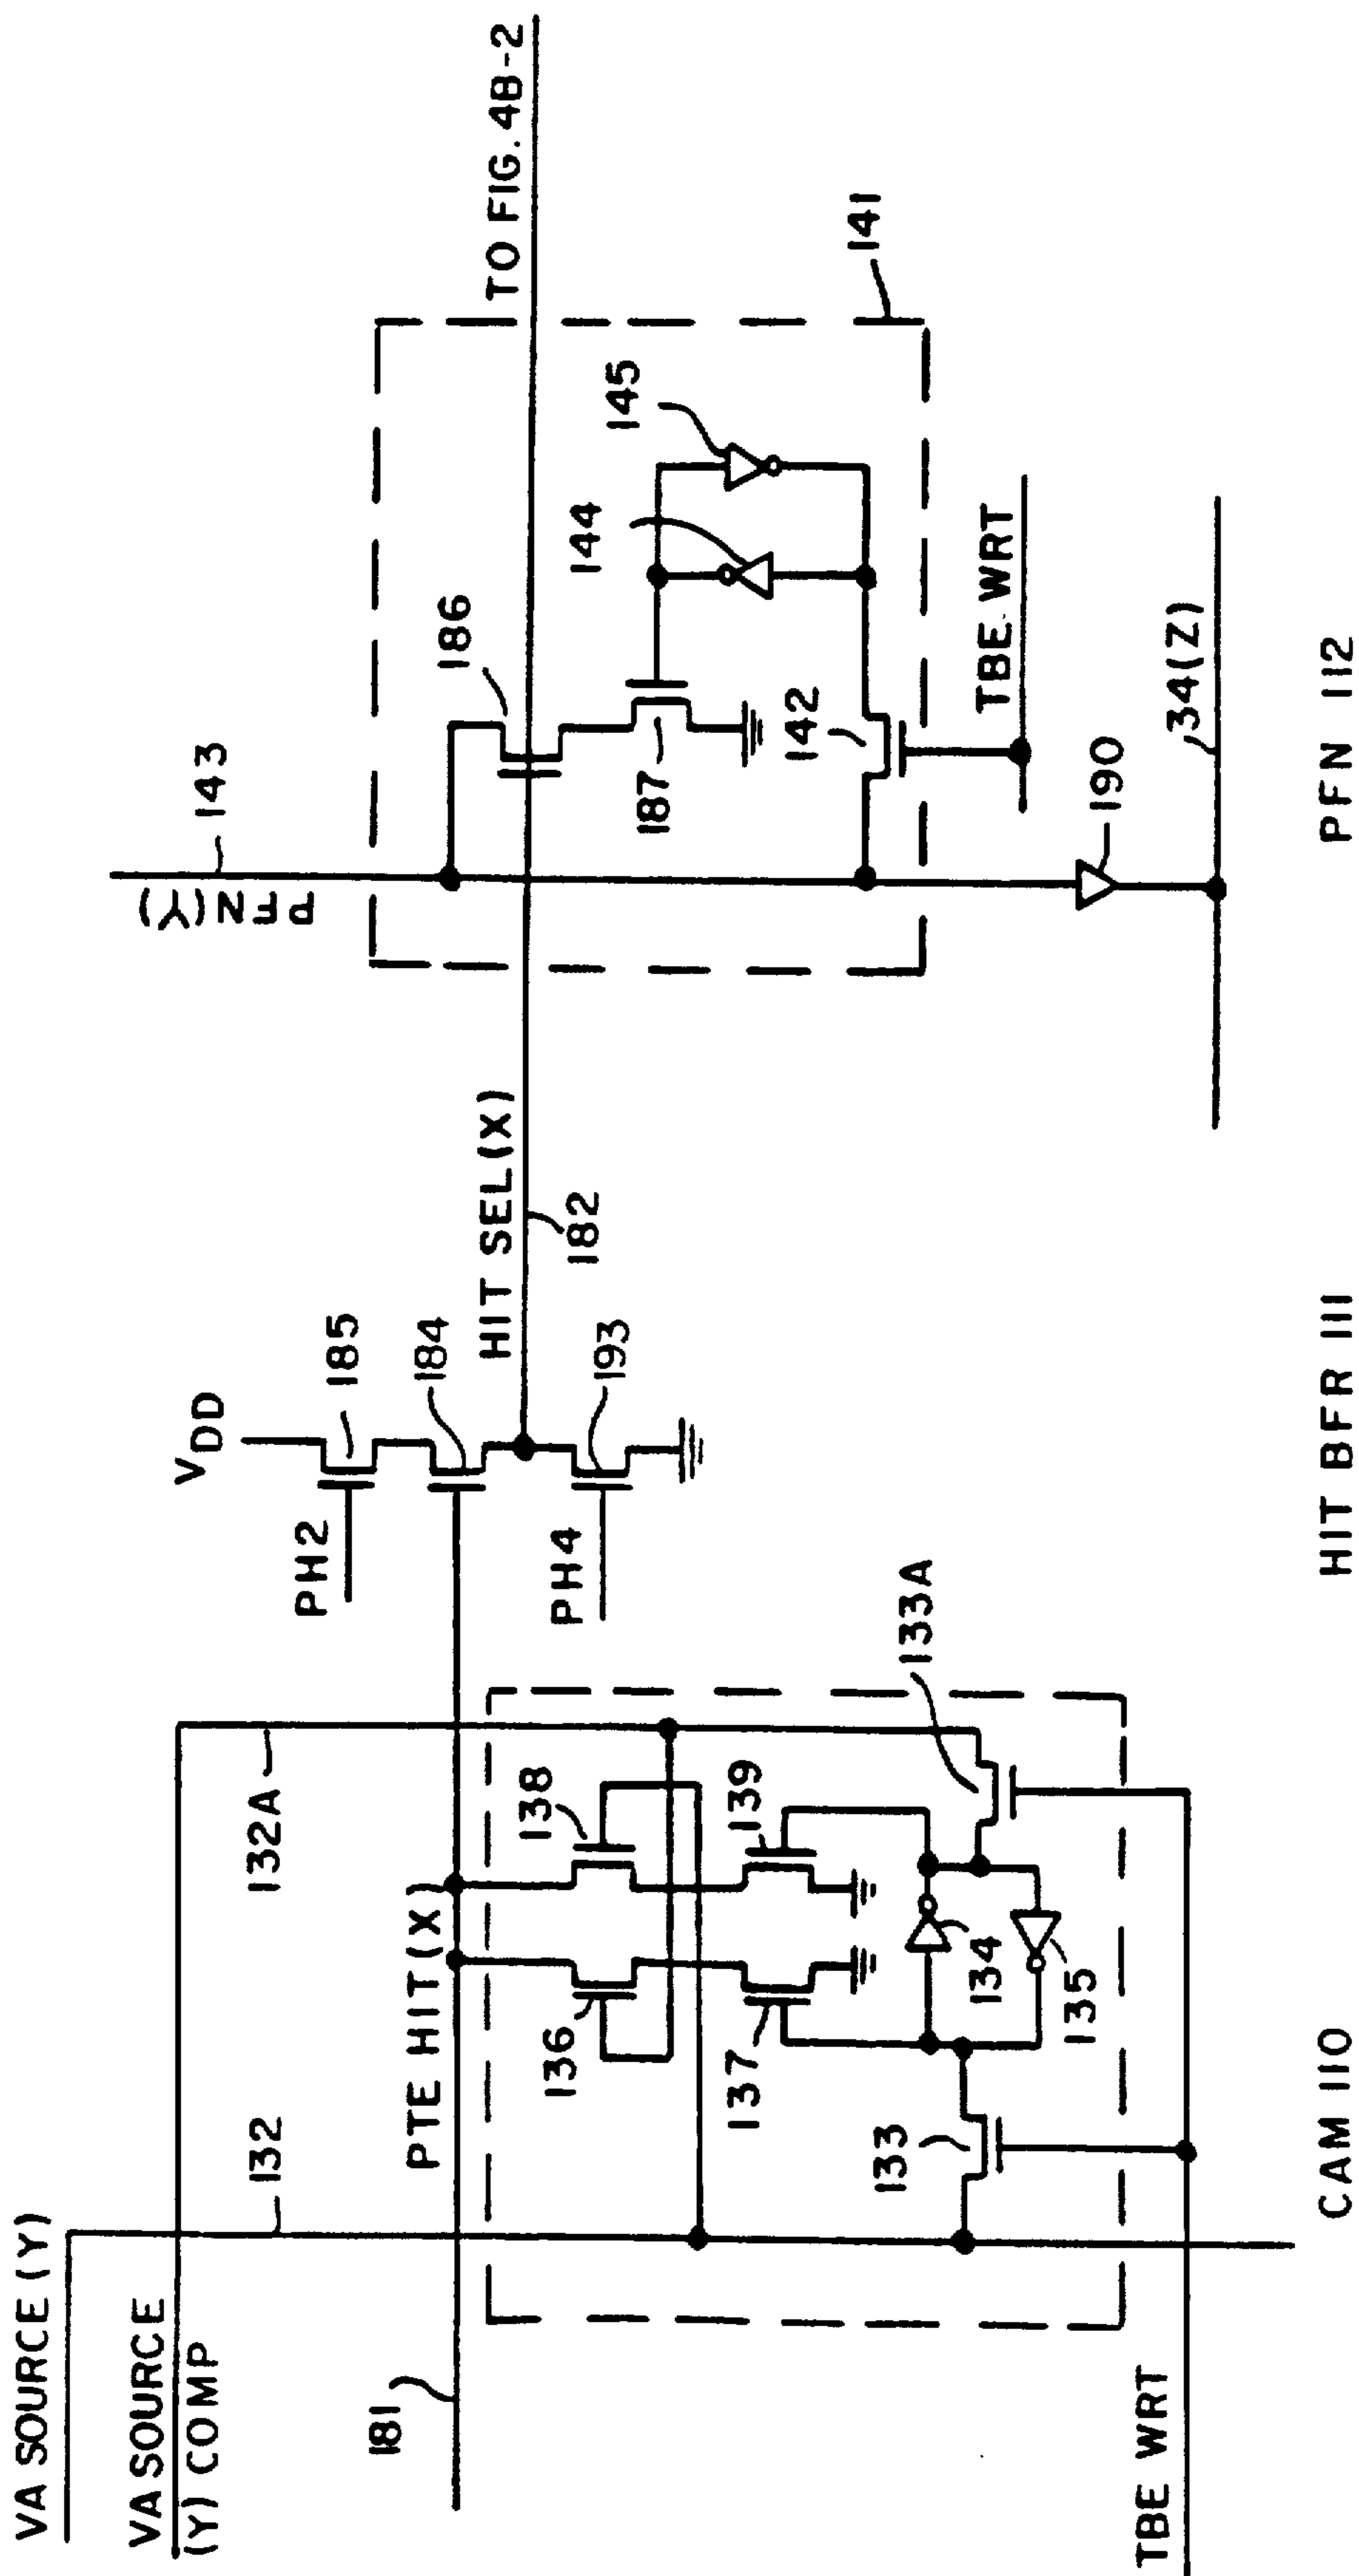 VA SOURCE (Y)
VA SOURCE
(Y) COMP
132
132A
181
PTE HIT(X)
136
138
137
139
133
134
135
133A
TBE WRT
CAM 110
VDD
PH2
185
184
HIT SEL(X)
182
PH4
193
HIT BFR 111
PFN(Y)
143
186
TO FIG. 4B-2
187
144
145
142
141
TBE WRT
190
34(Z)
PFN 112